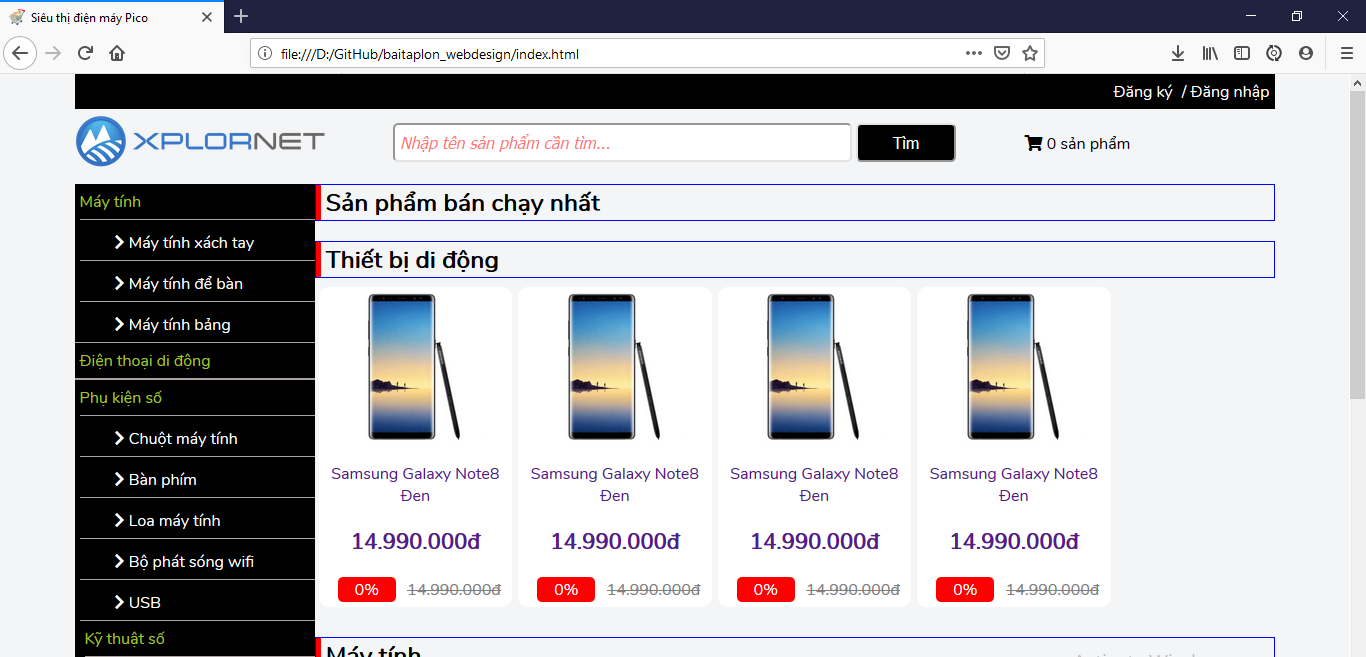 Siêu thị điện máy Pico
file:///D:/GitHub/baitaplon_webdesign/index.html
Đăng ký / Đăng nhập
XPLORNET
Nhập tên sản phẩm cần tìm...
Tìm
0 sản phẩm
Máy tính
Máy tính xách tay
Máy tính để bàn
Máy tính bảng
Điện thoại di động
Phụ kiện số
Chuột máy tính
Bàn phím
Loa máy tính
Bộ phát sóng wifi
USB
Kỹ thuật số
Sản phẩm bán chạy nhất
Thiết bị di động
Samsung Galaxy Note8
Đen
14.990.000đ
0% 14.990.000đ
Samsung Galaxy Note8
Đen
14.990.000đ
0% 14.990.000đ
Samsung Galaxy Note8
Đen
14.990.000đ
0% 14.990.000đ
Samsung Galaxy Note8
Đen
14.990.000đ
0% 14.990.000đ
Máy tính